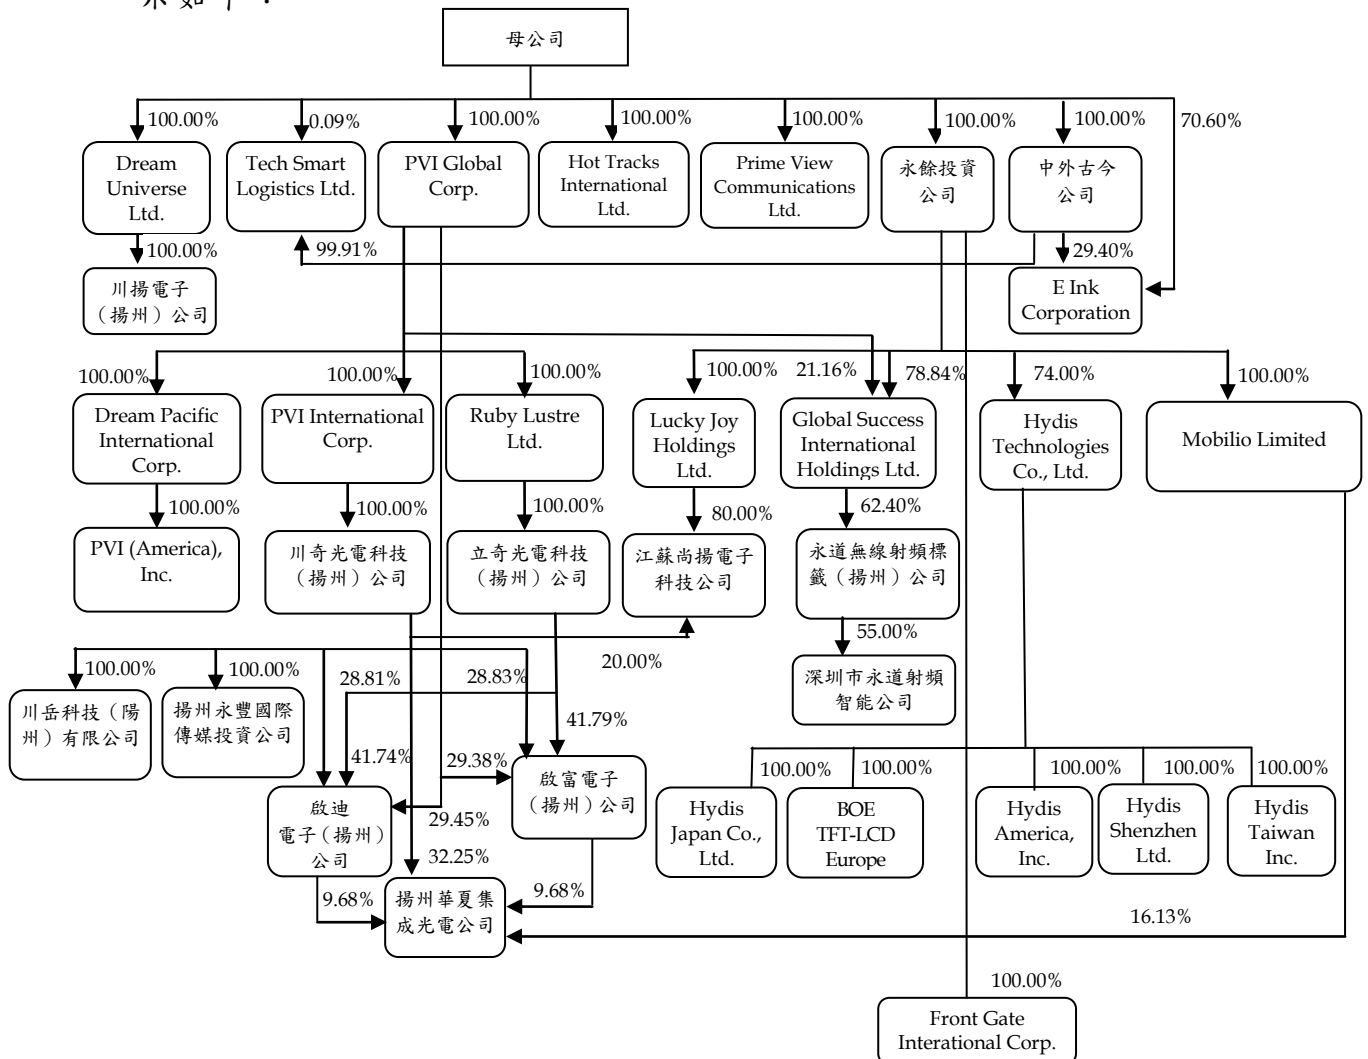 示如下：
母公司
100.00%
0.09%
100.00%
100.00%
100.00%
100.00%
100.00%
70.60%
Dream
Universe
Ltd.
Tech Smart
Logistics Ltd.
PVI Global
Corp.
Hot Tracks
International
Ltd.
Prime View
Communications
Ltd.
永餘投資
公司
中外古今
公司
100.00%
99.91%
29.40%
川揚電子
（揚州）公司
E Ink
Corporation
100.00%
100.00%
100.00%
100.00%
21.16%
78.84%
74.00%
100.00%
Dream Pacific
International
Corp.
PVI International
Corp.
Ruby Lustre
Ltd.
Lucky Joy
Holdings
Ltd.
Global Success
International
Holdings Ltd.
Hydis
Technologies
Co., Ltd.
Mobilio Limited
100.00%
100.00%
100.00%
80.00%
62.40%
PVI (America),
Inc.
川奇光電科技
（揚州）公司
立奇光電科技
（揚州）公司
江蘇尚揚電子
科技公司
永道無線射頻標
籤（揚州）公司
100.00%
100.00%
28.81%
28.83%
20.00%
55.00%
川岳科技（陽
州）有限公司
揚州永豐國際
傳媒投資公司
深圳市永道射頻
智能公司
41.74%
29.38%
41.79%
啟迪
電子（揚州）
公司
啟富電子
（揚州）公司
29.45%
32.25%
100.00%
100.00%
100.00%
100.00%
100.00%
Hydis
Japan Co.,
Ltd.
BOE
TFT-LCD
Europe
Hydis
America,
Inc.
Hydis
Shenzhen
Ltd.
Hydis
Taiwan
Inc.
9.68%
9.68%
16.13%
揚州華夏集
成光電公司
100.00%
Front Gate
Interational Corp.